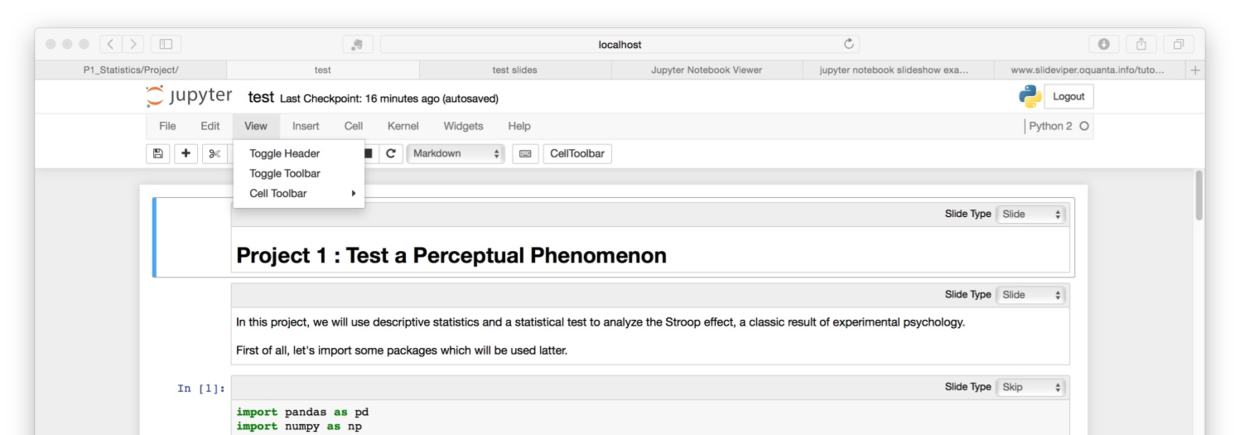 localhost
P1_Statistics/Project/ test test slides Jupyter Notebook Viewer jupyter notebook slideshow exa... www.slideviper.oquanta.info/tuto...
jupyter test Last Checkpoint: 16 minutes ago (autosaved) Logout
File Edit View Insert Cell Kernel Widgets Help Python 2
Markdown CellToolbar
Toggle Header
Toggle Toolbar
Cell Toolbar
Slide Type Slide
Project 1 : Test a Perceptual Phenomenon
Slide Type Slide
In this project, we will use descriptive statistics and a statistical test to analyze the Stroop effect, a classic result of experimental psychology.
First of all, let's import some packages which will be used latter.
In [1]: Slide Type Skip
import pandas as pd
import numpy as np